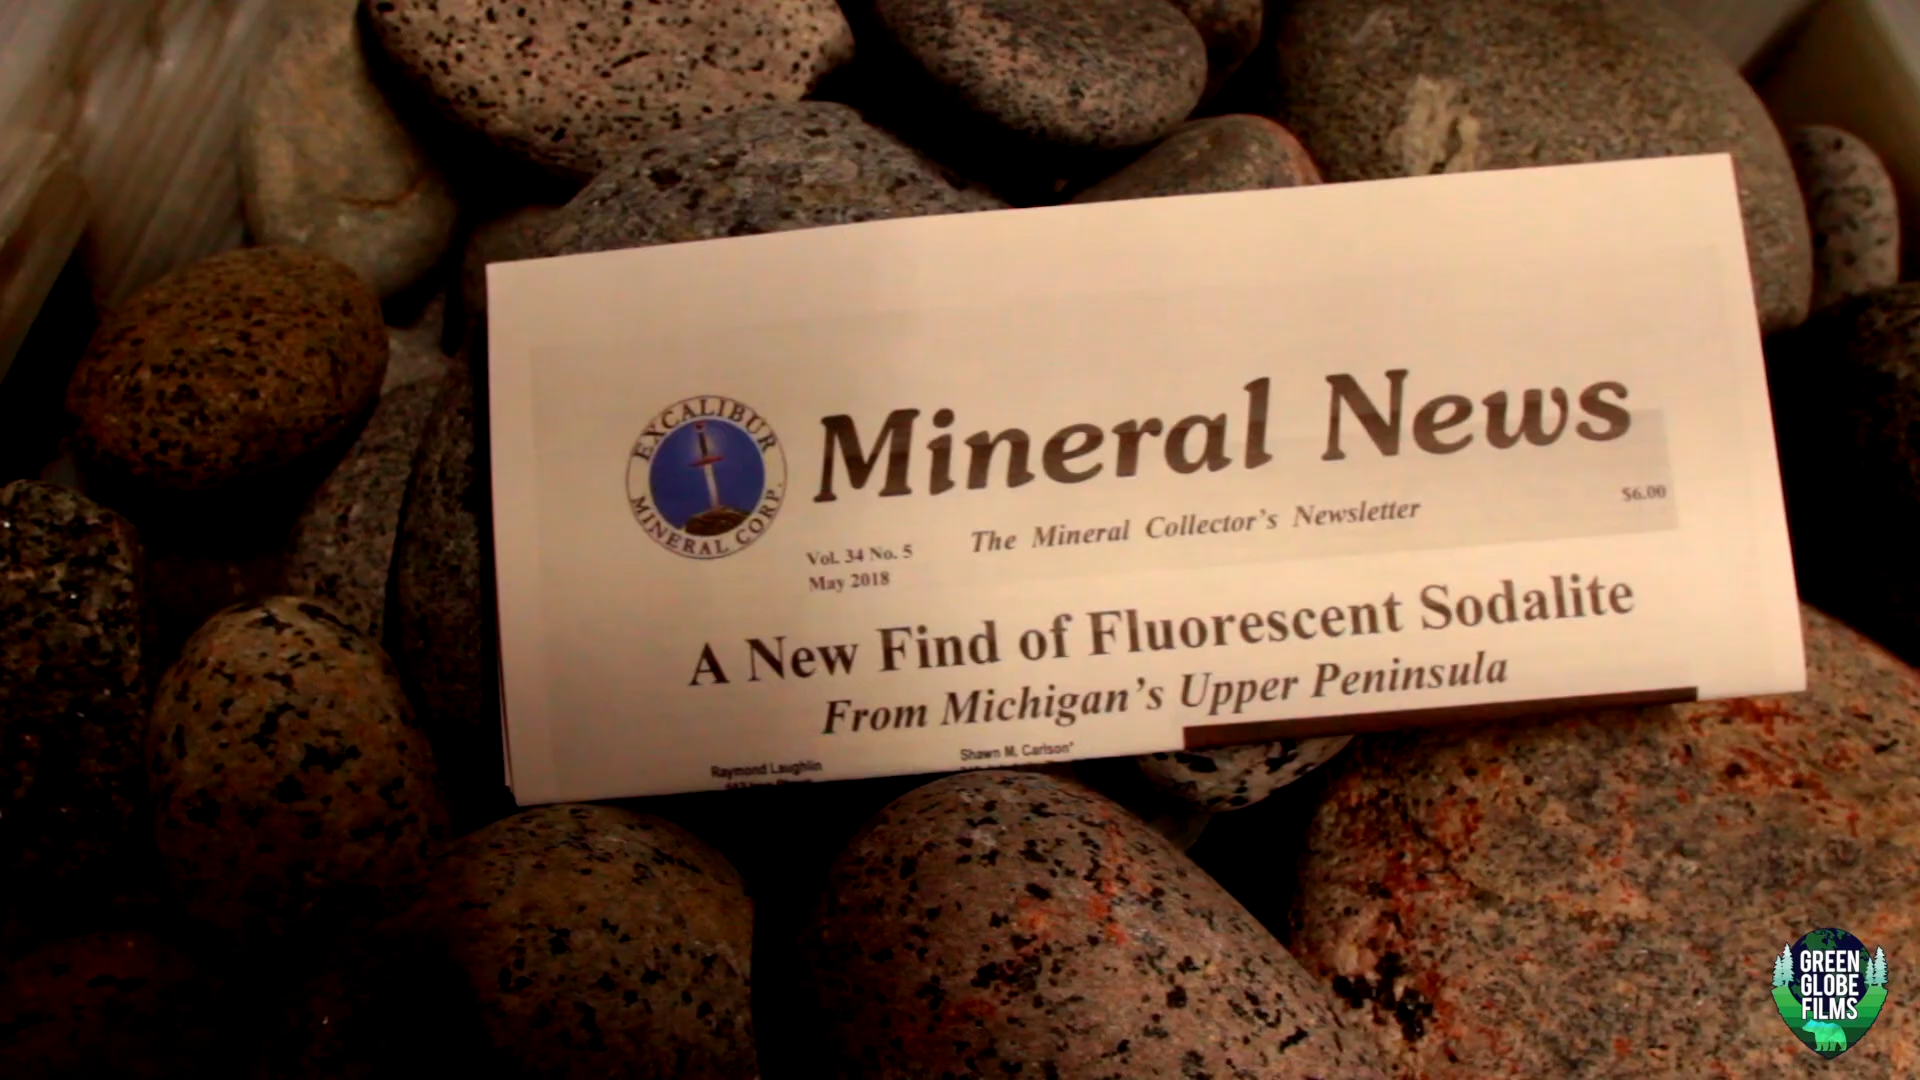 EXCALIBUR
MINERAL CORP.
Mineral News
$6.00
The Mineral Collector's Newsletter
Vol. 34 No. 5
May 2018
A New Find of Fluorescent Sodalite
From Michigan's Upper Peninsula
Raymond Laughlin
Shawn M. Carlson*
GREEN
GLOBE
FILMS